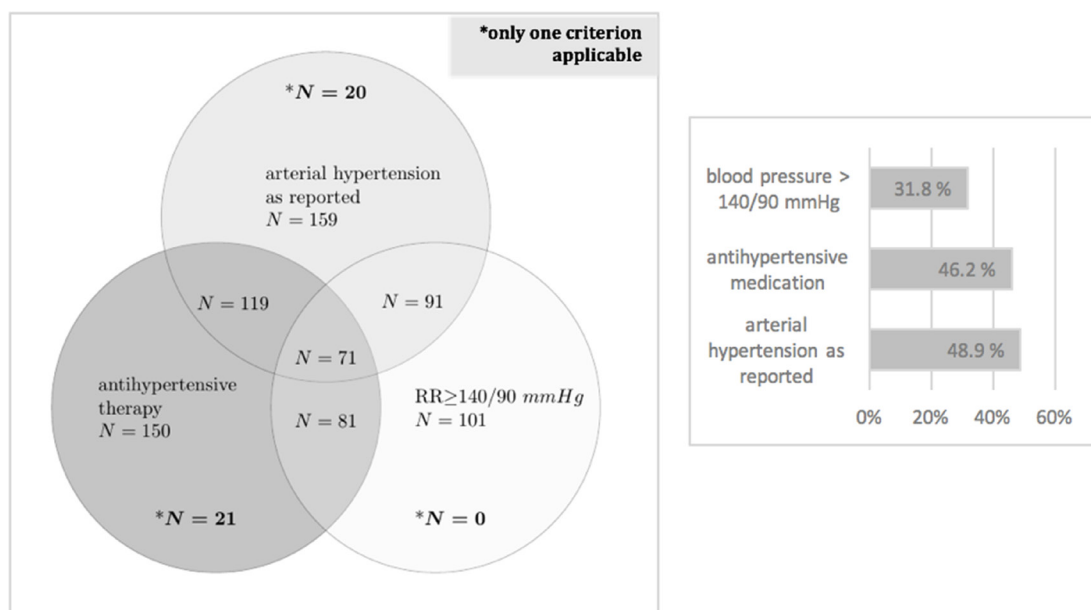 *only one criterion
applicable
*N = 20
arterial hypertension
as reported
N = 159
N = 119
N = 91
N = 71
antihypertensive
therapy
N = 150
N = 81
RR≥140/90 mmHg
N = 101
*N = 21
*N = 0
blood pressure >
140/90 mmHg
31.8 %
antihypertensive
medication
46.2 %
arterial
hypertension as
reported
48.9 %
0% 20% 40% 60%